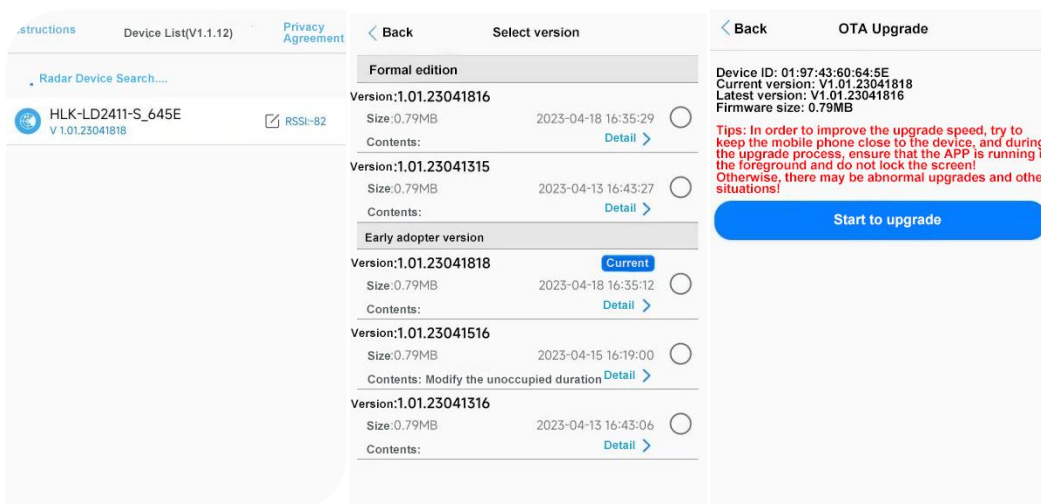 Device List(V1.1.12)
Privacy
Agreement
Radar Device Search....
HLK-LD2411-S_645E
V 1.01.23041818
RSSI:-82
Back
Select version
Formal edition
Version:1.01.23041816
Size:0.79MB
2023-04-18 16:35:29
Contents:
Detail
Version:1.01.23041315
Size:0.79MB
2023-04-13 16:43:27
Contents:
Detail
Early adopter version
Version:1.01.23041818
Current
Size:0.79MB
2023-04-18 16:35:12
Contents:
Detail
Version:1.01.23041516
Size:0.79MB
2023-04-15 16:19:00
Contents: Modify the unoccupied duration
Detail
Version:1.01.23041316
Size:0.79MB
2023-04-13 16:43:06
Contents:
Detail
Back
OTA Upgrade
Device ID: 01:97:43:60:64:5E
Current version: V1.01.23041818
Latest version: V1.01.23041816
Firmware size: 0.79MB
Tips: In order to improve the upgrade speed, try to
keep the mobile phone close to the device, and during
the upgrade process, ensure that the APP is running
the foreground and do not lock the screen!
Otherwise, there may be abnormal upgrades and othe
situations!
Start to upgrade